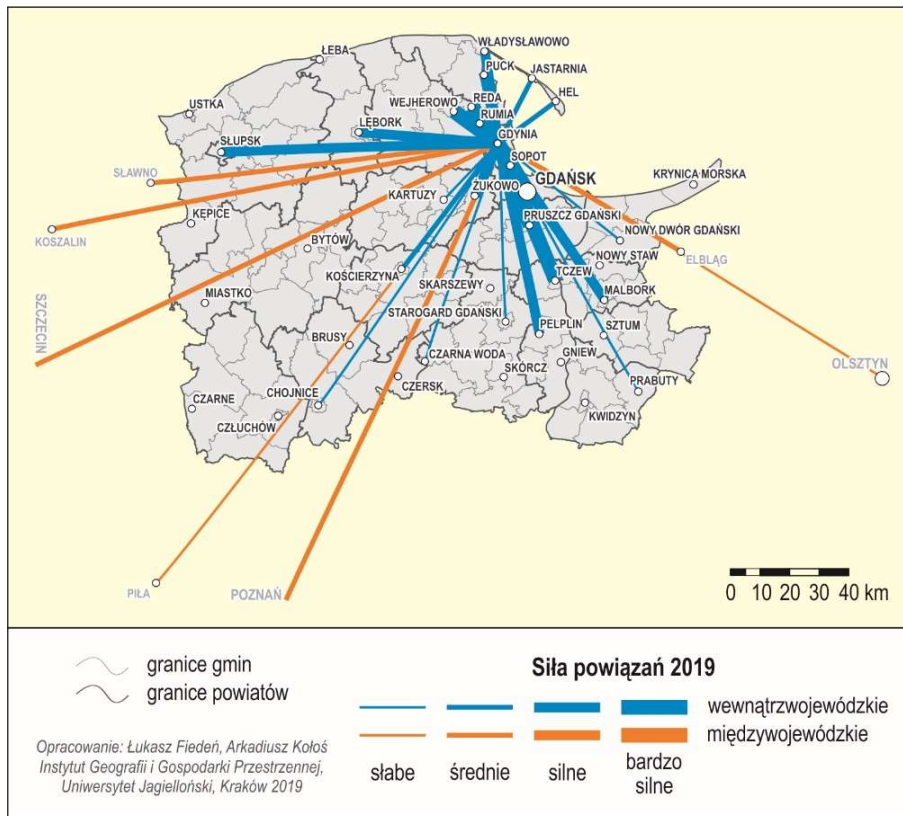 WŁADYSŁAWOWO
ŁEBA
PUCK
JASTARNIA
REDA
HEL
WEJHEROWO
USTKA
RUMIA
LĘBORK
GDYNIA
SŁUPSK
SOPOT
SŁAWNO
KRYNICA MORSKA
ŻUKOWO
GDAŃSK
KARTUZY
KĘPICE
PRUSZCZ GDAŃSKI
KOSZALIN
NOWY DWÓR GDAŃSKI
BYTÓW
NOWY STAW
ELBLĄG
KOŚCIERZYNA
TCZEW
SKARSZEWY
MALBORK
SZCZECIN
MIASTKO
STAROGARD GDAŃSKI
BRUSY
PELPLIN
SZTUM
OLSZTYN
CZARNA WODA
GNIEW
SKÓRCZ
PRABUTY
CHOJNICE
CZERSK
CZARNE
KWIDZYN
CZŁUCHÓW
PIŁA
POZNAŃ
0 10 20 30 40 km
granice gmin
granice powiatów
Opracowanie: Łukasz Fiedeń, Arkadiusz Kołoś
Instytut Geografii i Gospodarki Przestrzennej,
Uniwersytet Jagielloński, Kraków 2019
Siła powiązań 2019
wewnątrzwojewódzkie
międzywojewódzkie
słabe średnie silne bardzo
silne